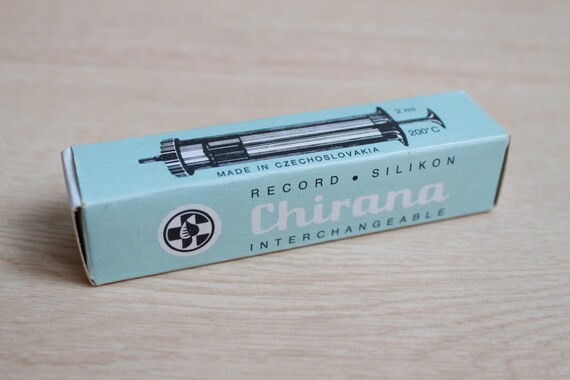 2 ml
200°C
MADE IN CZECHOSLOVAKIA
RECORD • SILIKON
Chirana
INTERCHANGEABLE